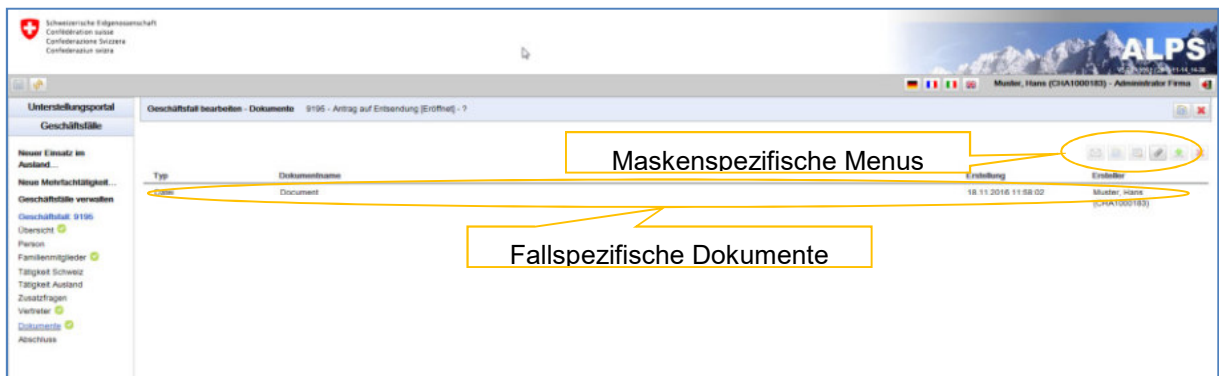 Schweizerische Eidgenossenschaft
Confédération suisse
Confederazione Svizzera
Confederaziun svizra
ALPS
Muster, Hans (CHA1000183) - Administrator Firma
Unterstellungsportal
Geschäftsfälle
Geschäftsfall bearbeiten - Dokumente 9195 - Antrag auf Entsendung [Eröffnet] - ?
Maskenspezifische Menus
Neuer Einsatz im
Ausland...
Neue Mehrfachtätigkeit...
Geschäftsfälle verwalten
Geschäftsfall: 9195
Übersicht
Person
Familienmitglieder
Tätigkeit Schweiz
Tätigkeit Ausland
Zusatzfragen
Vertreter
Dokumente
Abschluss
Typ Dokumentname Erstellung Ersteller
Datei Document 18.11.2016 11:58:02 Muster, Hans
(CHA1000183)
Fallspezifische Dokumente